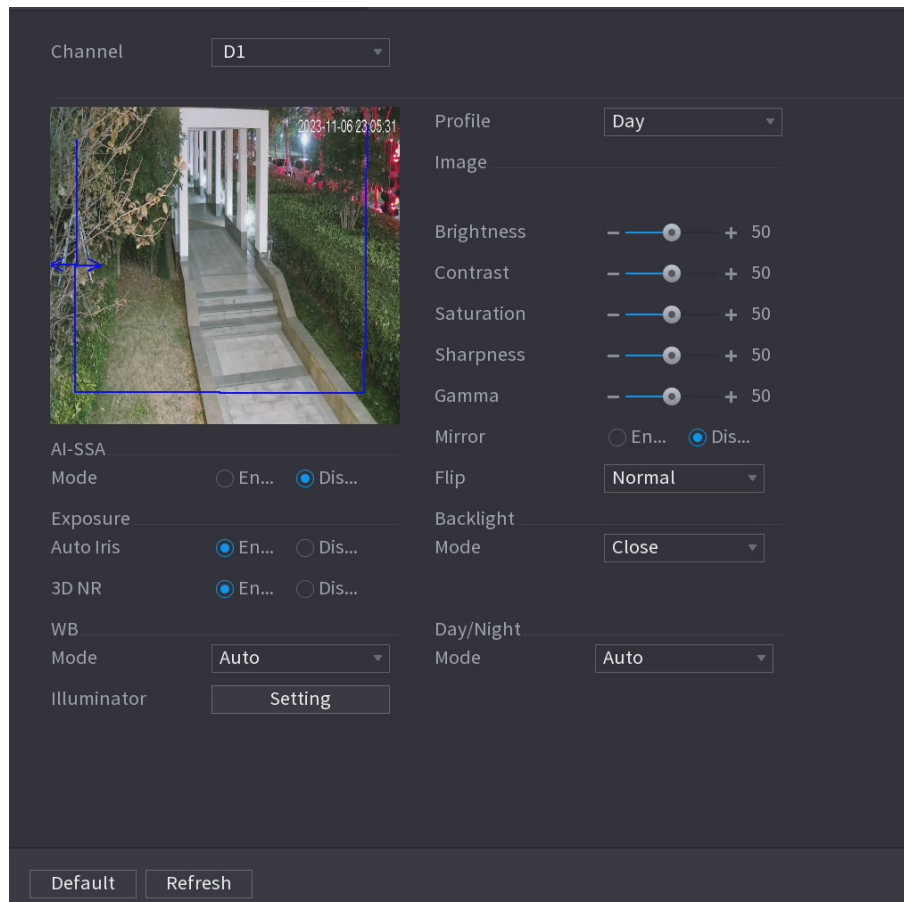 Channel D1
2023-11-06 23:05:31
Profile Day
Image
Brightness 50
Contrast 50
Saturation 50
Sharpness 50
Gamma 50
Mirror En... Dis...
Flip Normal
Backlight
Mode Close
Day/Night
Mode Auto
AI-SSA
Mode En... Dis...
Exposure
Auto Iris En... Dis...
3D NR En... Dis...
WB
Mode Auto
Illuminator Setting
Default Refresh